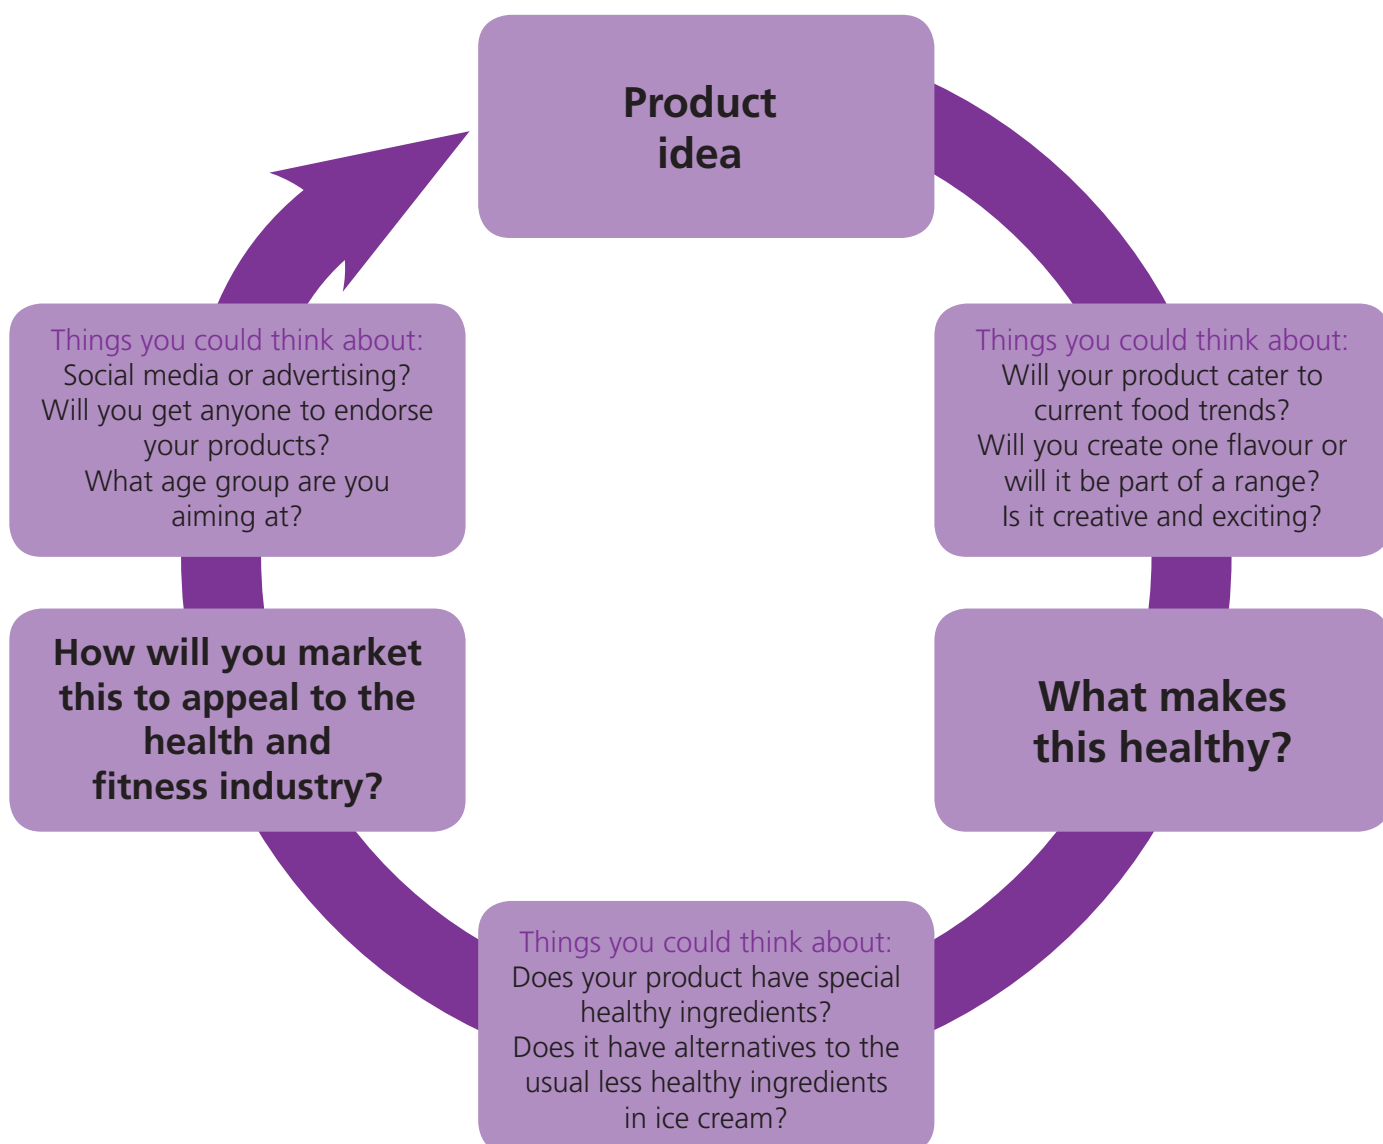 Product
idea
Things you could think about:
Will your product cater to
current food trends?
Will you create one flavour or
will it be part of a range?
Is it creative and exciting?
What makes
this healthy?
Things you could think about:
Does your product have special
healthy ingredients?
Does it have alternatives to the
usual less healthy ingredients
in ice cream?
How will you market
this to appeal to the
health and
fitness industry?
Things you could think about:
Social media or advertising?
Will you get anyone to endorse
your products?
What age group are you
aiming at?